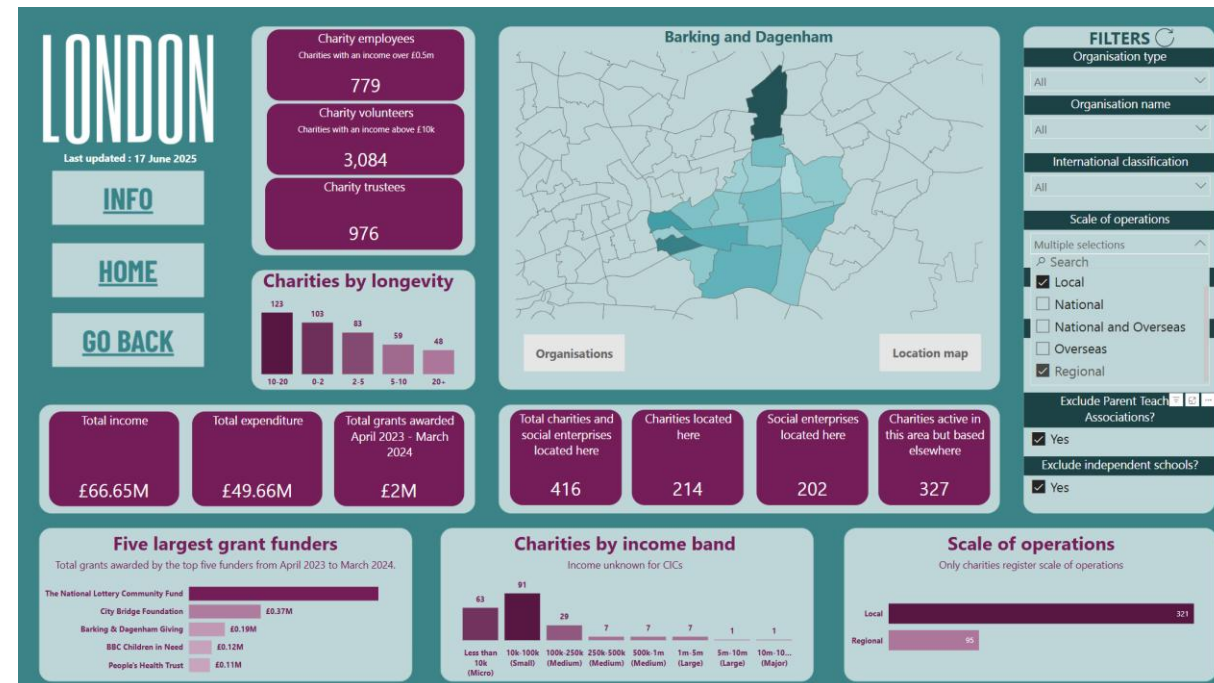 LONDON
Last updated : 17 June 2025
INFO
HOME
GO BACK
Charity employees
Charities with an income over £0.5m
779
Charity volunteers
Charities with an income above £10k
3,084
Charity trustees
976
Charities by longevity
123
103
83
59
48
10-20 0-2 2-5 5-10 20+
Barking and Dagenham
Organisations
Location map
FILTERS
Organisation type
All
Organisation name
All
International classification
All
Scale of operations
Multiple selections
Search
Local
National
National and Overseas
Overseas
Regional
Exclude Parent Teach
Associations?
Yes
Exclude independent schools?
Yes
Total income
£66.65M
Total expenditure
£49.66M
Total grants awarded
April 2023 - March
2024
£2M
Total charities and
social enterprises
located here
416
Charities located
here
214
Social enterprises
located here
202
Charities active in
this area but based
elsewhere
327
Five largest grant funders
Total grants awarded by the top five funders from April 2023 to March 2024.
The National Lottery Community Fund
City Bridge Foundation £0.37M
Barking & Dagenham Giving £0.19M
BBC Children in Need £0.12M
People's Health Trust £0.11M
Charities by income band
Income unknown for CICs
63
91
29
7
7
7
1
1
Less than
10k
(Micro)
10k-100k
(Small)
100k-250k
(Medium)
250k-500k
(Medium)
500k-1m
(Medium)
1m-5m
(Large)
5m-10m
(Large)
10m-10...
(Major)
Scale of operations
Only charities register scale of operations
Local 321
Regional 95